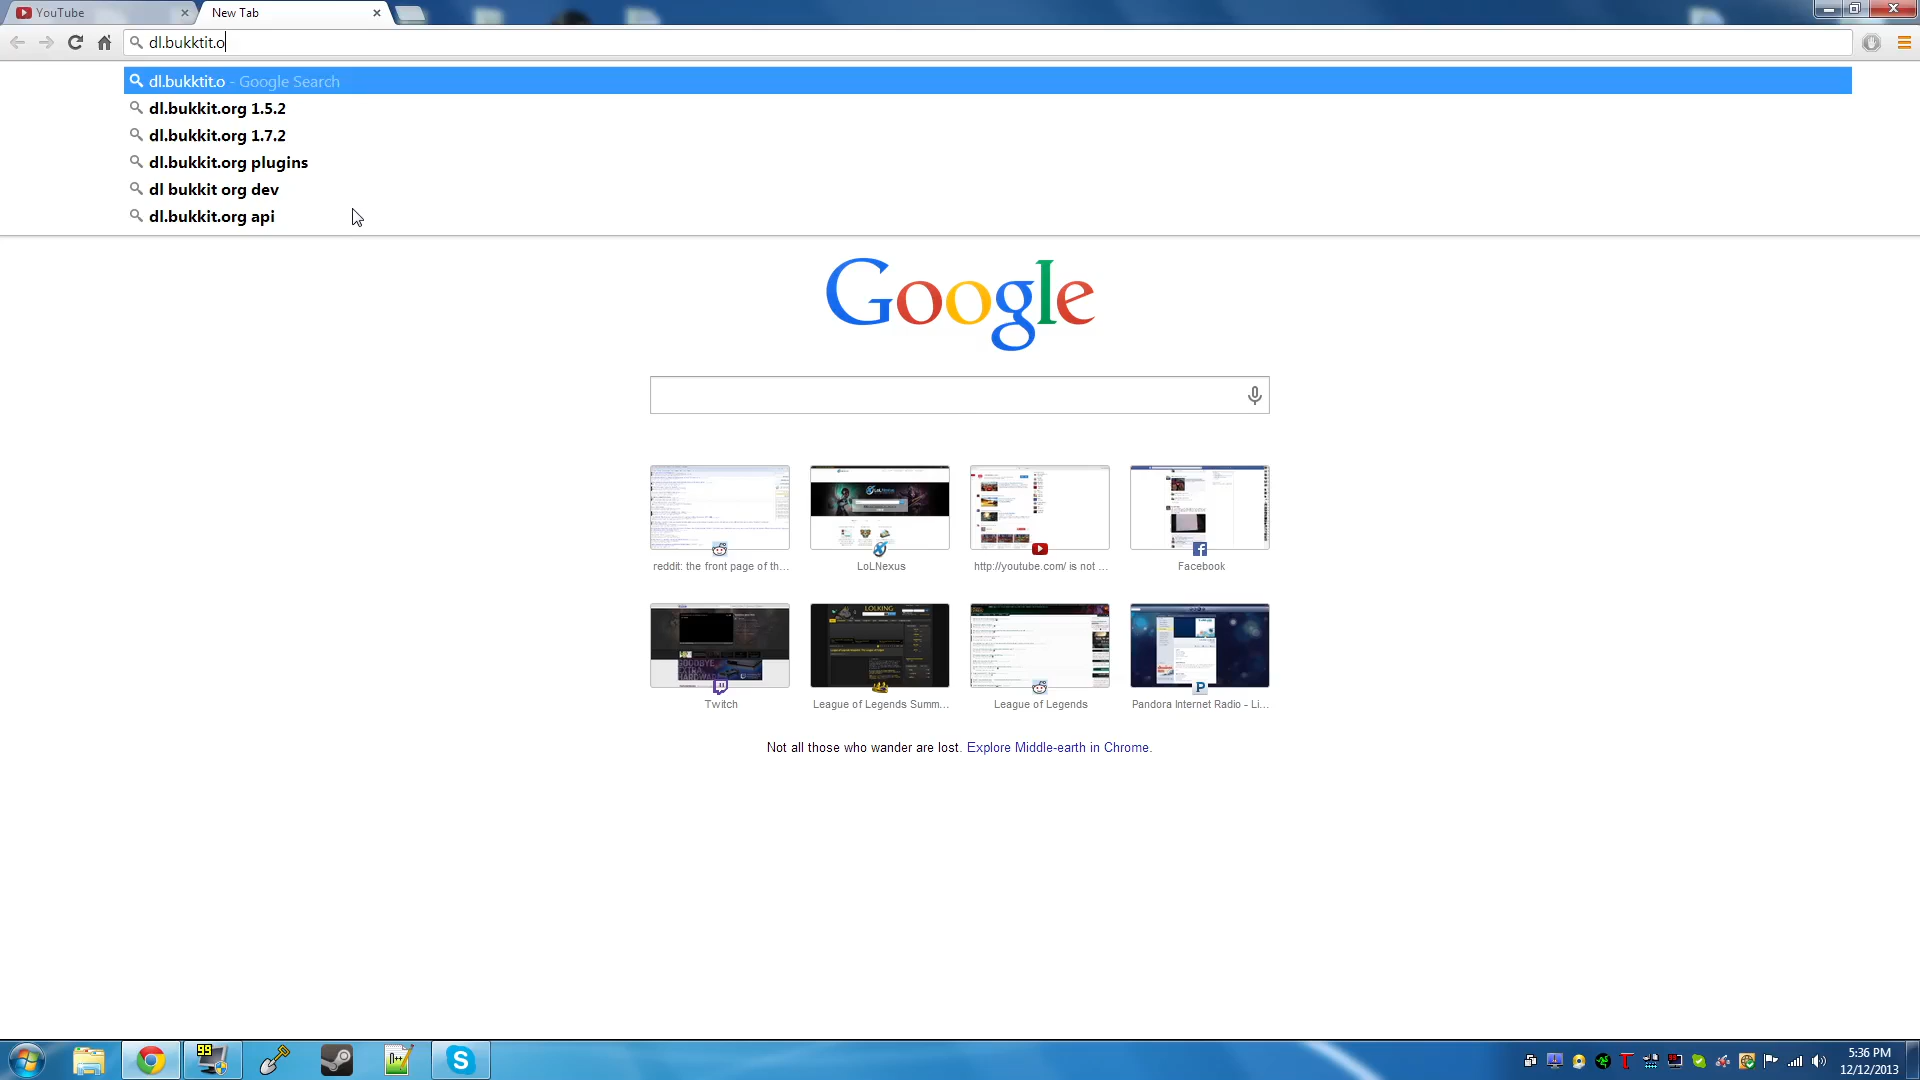 YouTube
New Tab
dl.bukktit.o
dl.bukktit.o - Google Search
dl.bukkit.org 1.5.2
dl.bukkit.org 1.7.2
dl.bukkit.org plugins
dl bukkit org dev
dl.bukkit.org api
Google
reddit: the front page of th...
LoLNexus
http://youtube.com/ is not ...
Facebook
Twitch
League of Legends Summ...
League of Legends
Pandora Internet Radio - Li...
Not all those who wander are lost. Explore Middle-earth in Chrome.
99
5:36 PM
12/12/2013